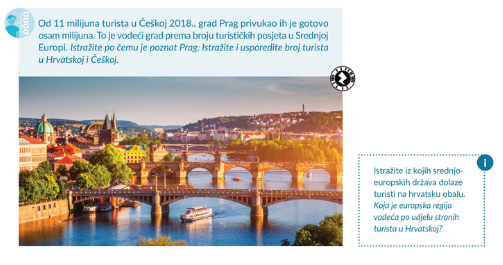 Od 11 milijuna turista u Češkoj 2018., grad Prag privukao ih je gotovo
osam milijuna. To je vodeći grad prema broju turističkih posjeta u Srednjoj
Europi. Istražite po čemu je poznat Prag. Istražite i usporedite broj turista
u Hrvatskoj i Češkoj.
i
Istražite iz kojih srednjo-
europskih država dolaze
turisti na hrvatsku obalu.
Koja je europska regija
vodeća po udjelu stranih
turista u Hrvatskoj?